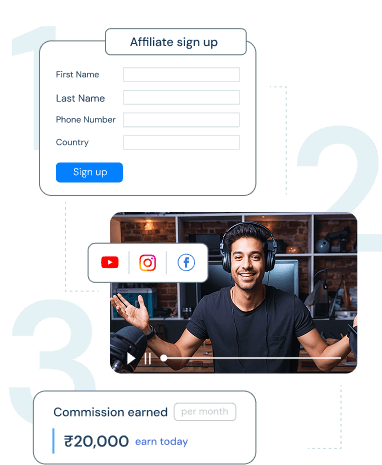 1
Affiliate sign up
First Name
Last Name
Phone Number
Country
Sign up
2
3
Commission earned per month
₹20,000 earn today